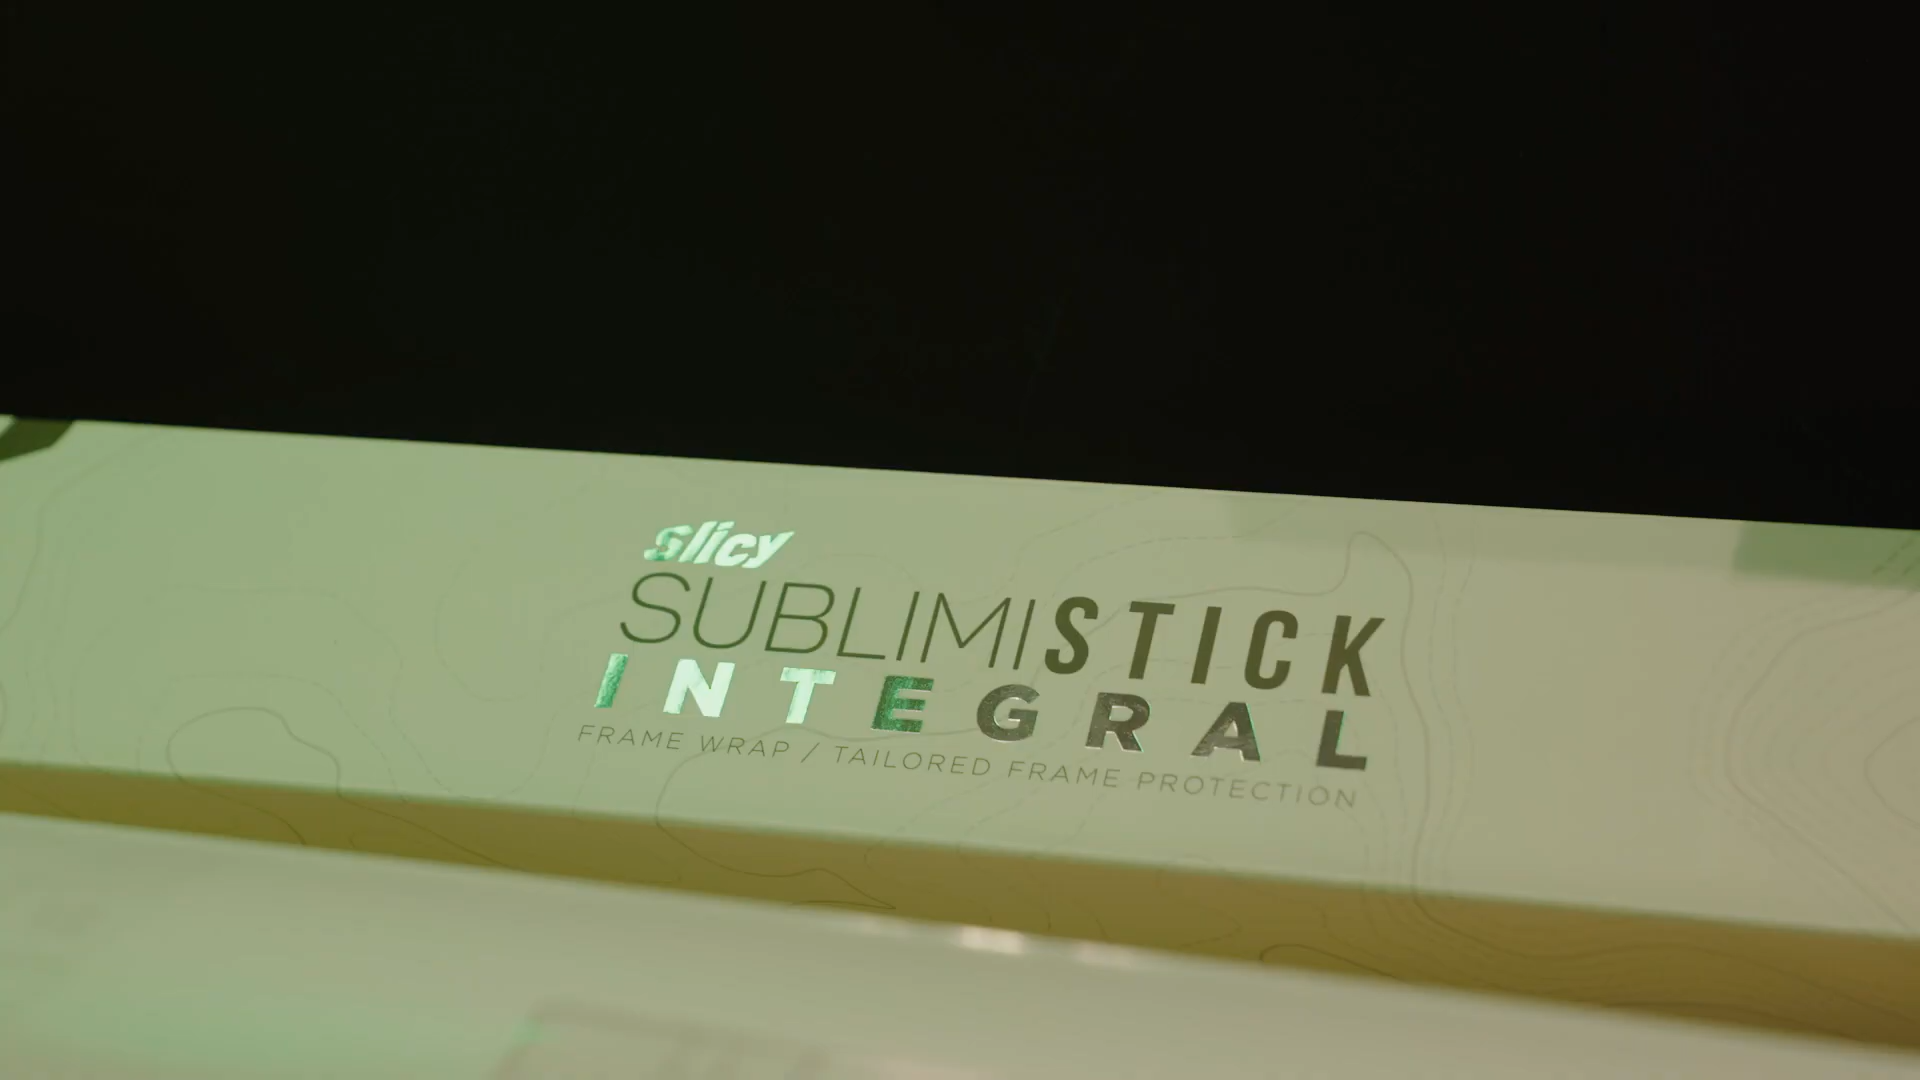 slicy
SUBLIMISTICK
INTEGRAL
FRAME WRAP / TAILORED FRAME PROTECTION